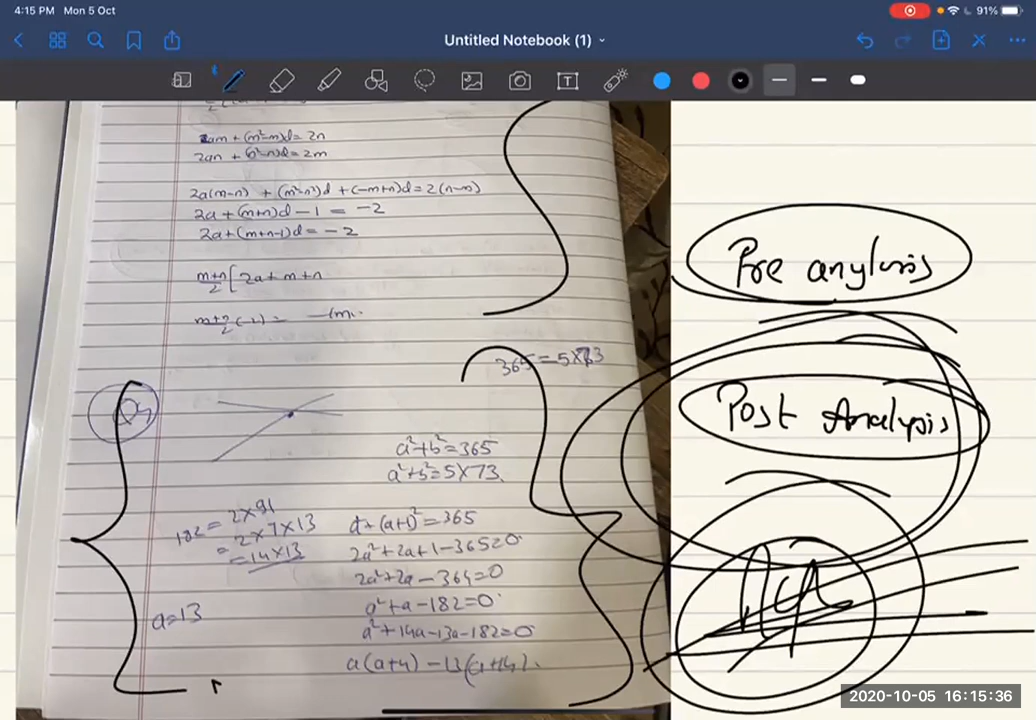 4:15 PM Mon 5 Oct
91%
Untitled Notebook (1)
2am + (m²-m)d = 2n
2an + (n²-n)d = 2m
2a(m-n) + (m²-n²)d + (-m+n)d = 2(n-m)
2a + (m+n)d - 1 = -2
2a + (m+n-1)d = -2
m+n/2 [2a + m + n
m+n/2 (-2) = -(m
Pre anylysis
365 = 5×73
Post Analysis
a²+b² = 365
a²+b² = 5×73
182 = 2×91
= 2×7×13
= 14×13
a²+(a+1)² = 365
2a²+2a+1-365=0
2a²+2a-364=0
a²+a-182=0
a=13
a²+14a-13a-182=0
a(a+4) -13(a+14)
2020-10-05 16:15:36